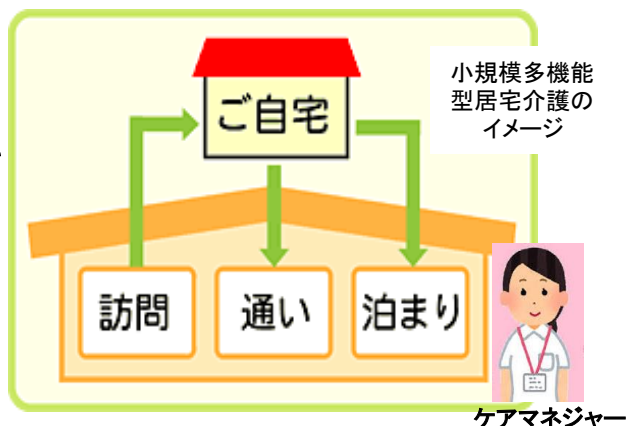 小規模多機能
型居宅介護の
イメージ
ご自宅
訪問
通い
泊まり
ケアマネジャー